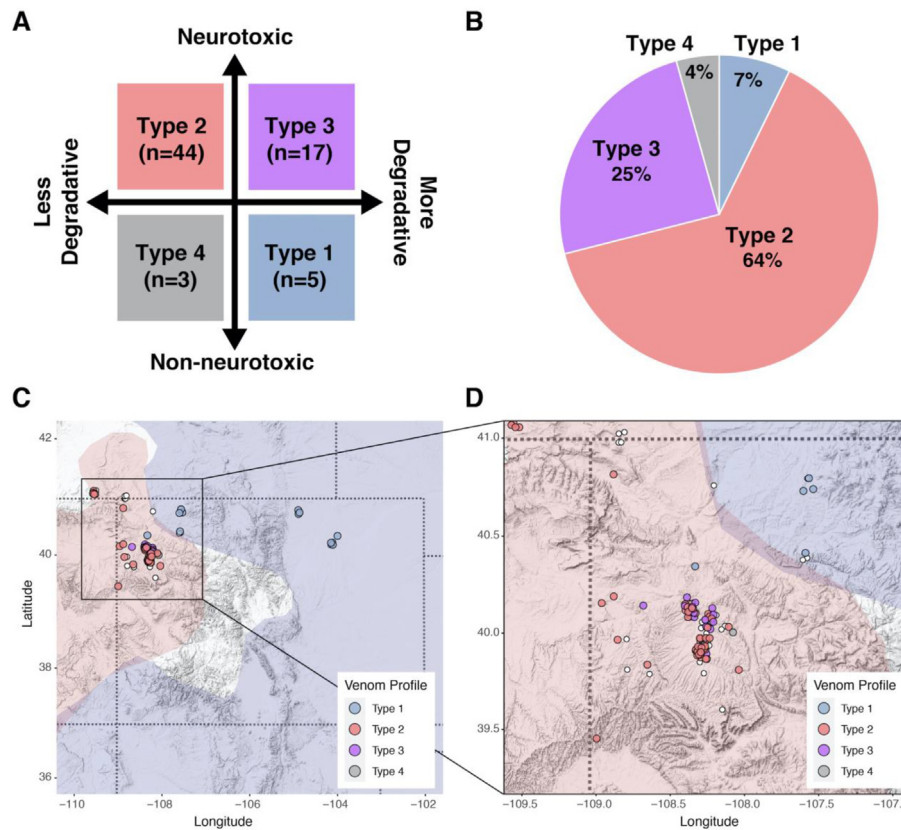 A
Neurotoxic
Type 2
(n=44)
Type 3
(n=17)
Less
Degradative
More
Degradative
Type 4
(n=3)
Type 1
(n=5)
Non-neurotoxic
B
Type 4
4%
Type 1
7%
Type 3
25%
Type 2
64%
C
42
40
38
36
Latitude
−110
−108
−106
−104
−102
Longitude
Venom Profile
Type 1
Type 2
Type 3
Type 4
D
41.0
40.5
40.0
39.5
−109.5
−109.0
−108.5
−108.0
−107.5
Longitude
Venom Profile
Type 1
Type 2
Type 3
Type 4